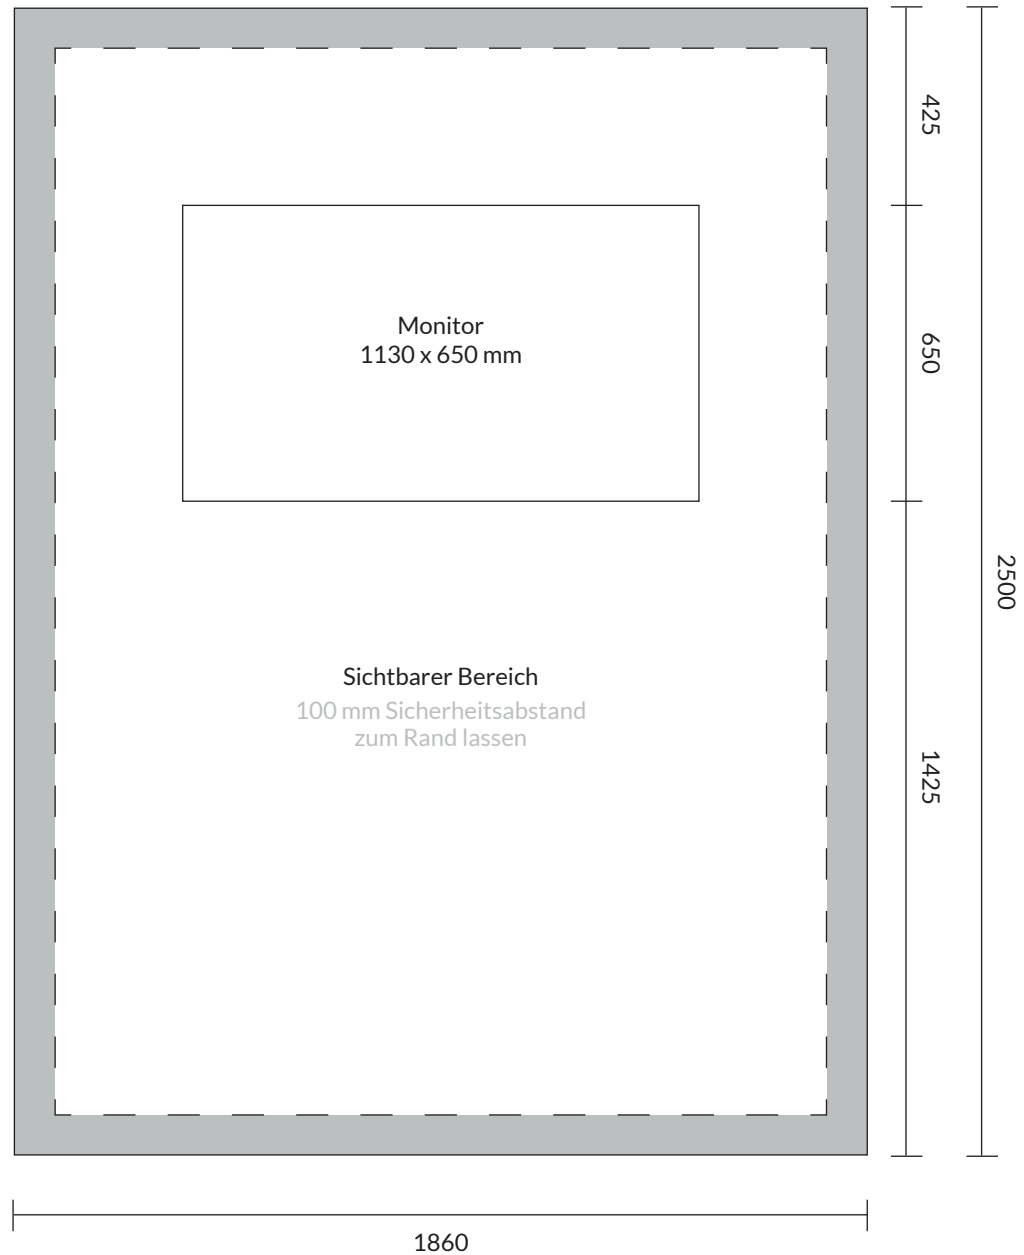 425
Monitor
1130 x 650 mm
650
2500
Sichtbarer Bereich
100 mm Sicherheitsabstand
zum Rand lassen
1425
1860